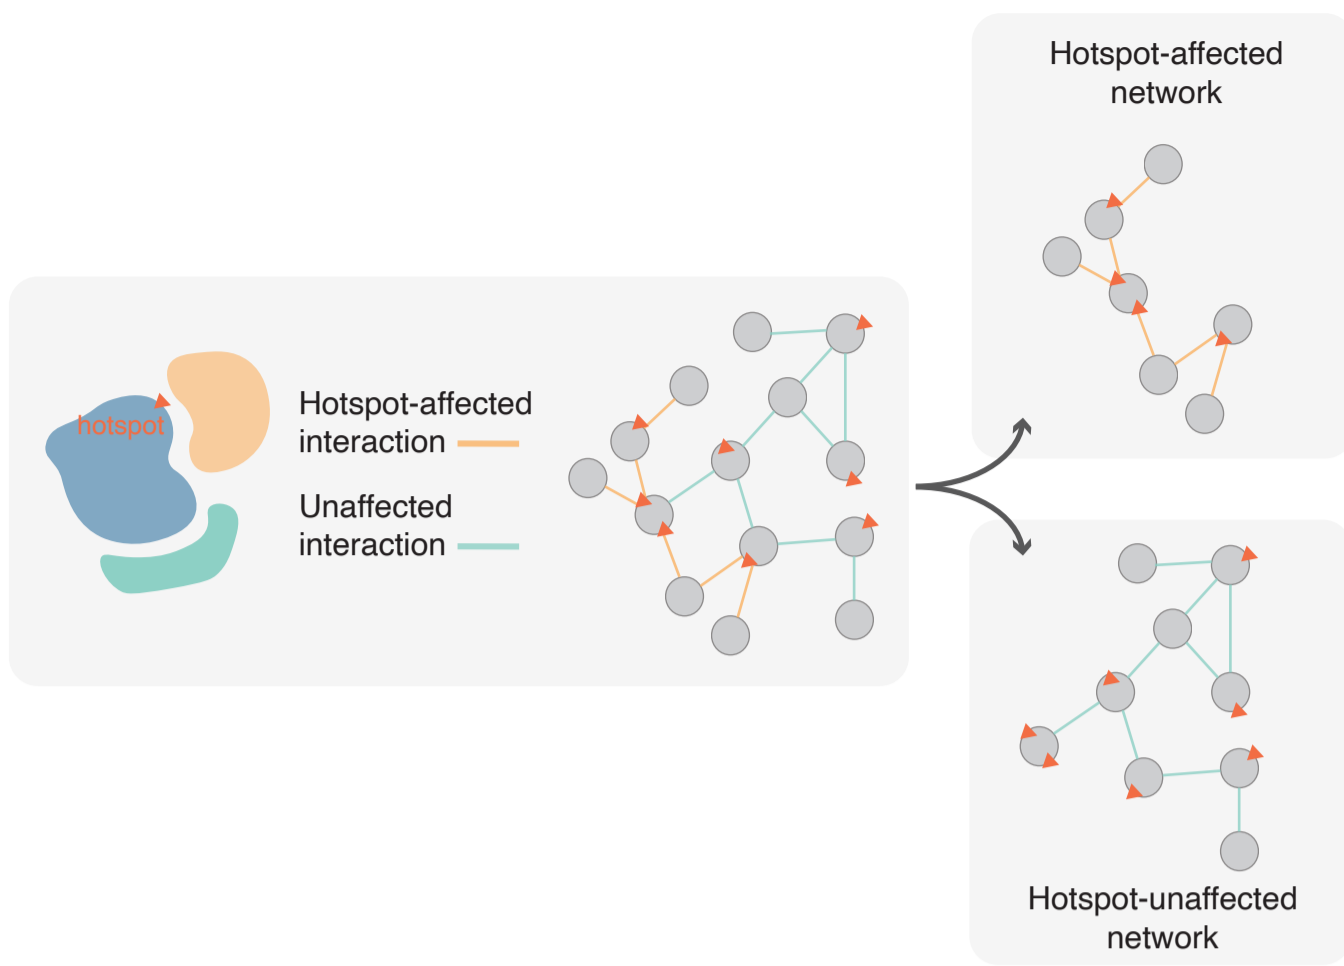 Hotspot-affected
network
hotspot
Hotspot-affected
interaction
Unaffected
interaction
Hotspot-unaffected
network